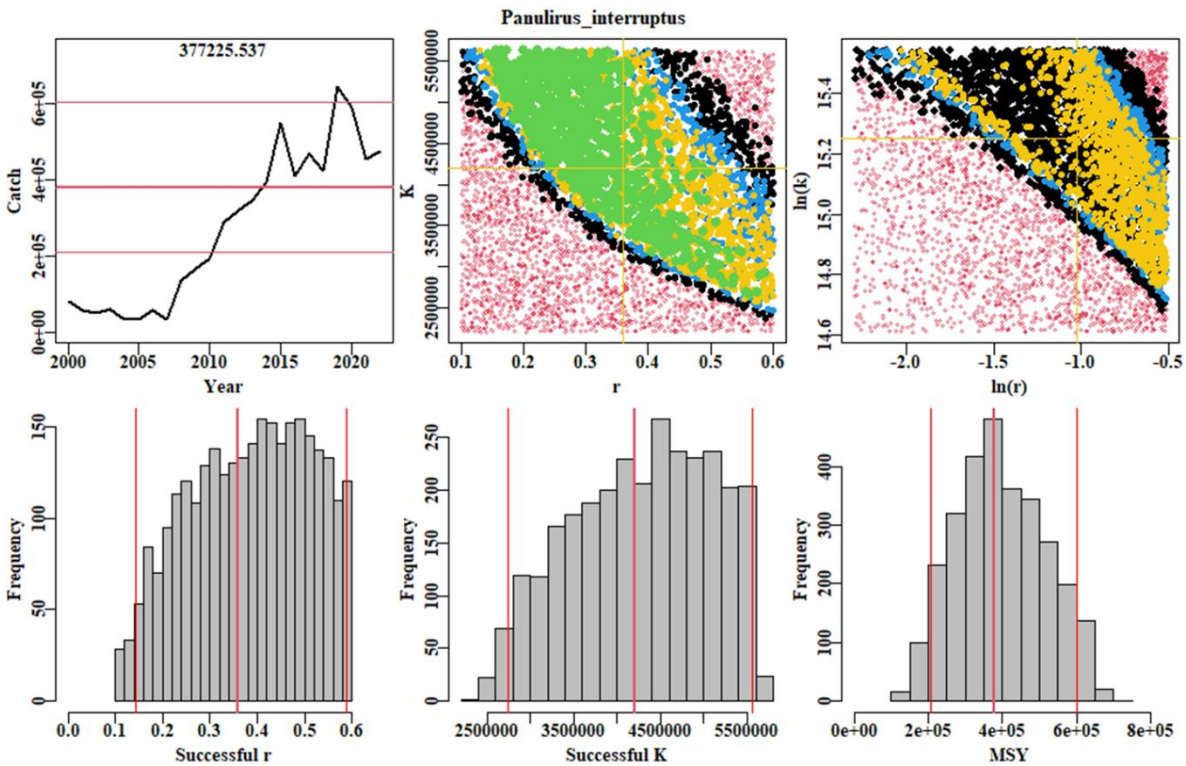 Panulirus_interruptus
377225.537
Catch
0e+00 2e+05 4e+05 6e+05
2000 2005 2010 2015 2020
Year
K
2500000 3500000 4500000 5500000
0.1 0.2 0.3 0.4 0.5 0.6
r
ln(k)
14.6 14.8 15.0 15.2 15.4
-2.0 -1.5 -1.0 -0.5
ln(r)
Frequency
0 50 100 150
0.0 0.1 0.2 0.3 0.4 0.5 0.6
Successful r
Frequency
0 50 100 150 200 250
2500000 3500000 4500000 5500000
Successful K
Frequency
0 100 200 300 400
0e+00 2e+05 4e+05 6e+05 8e+05
MSY